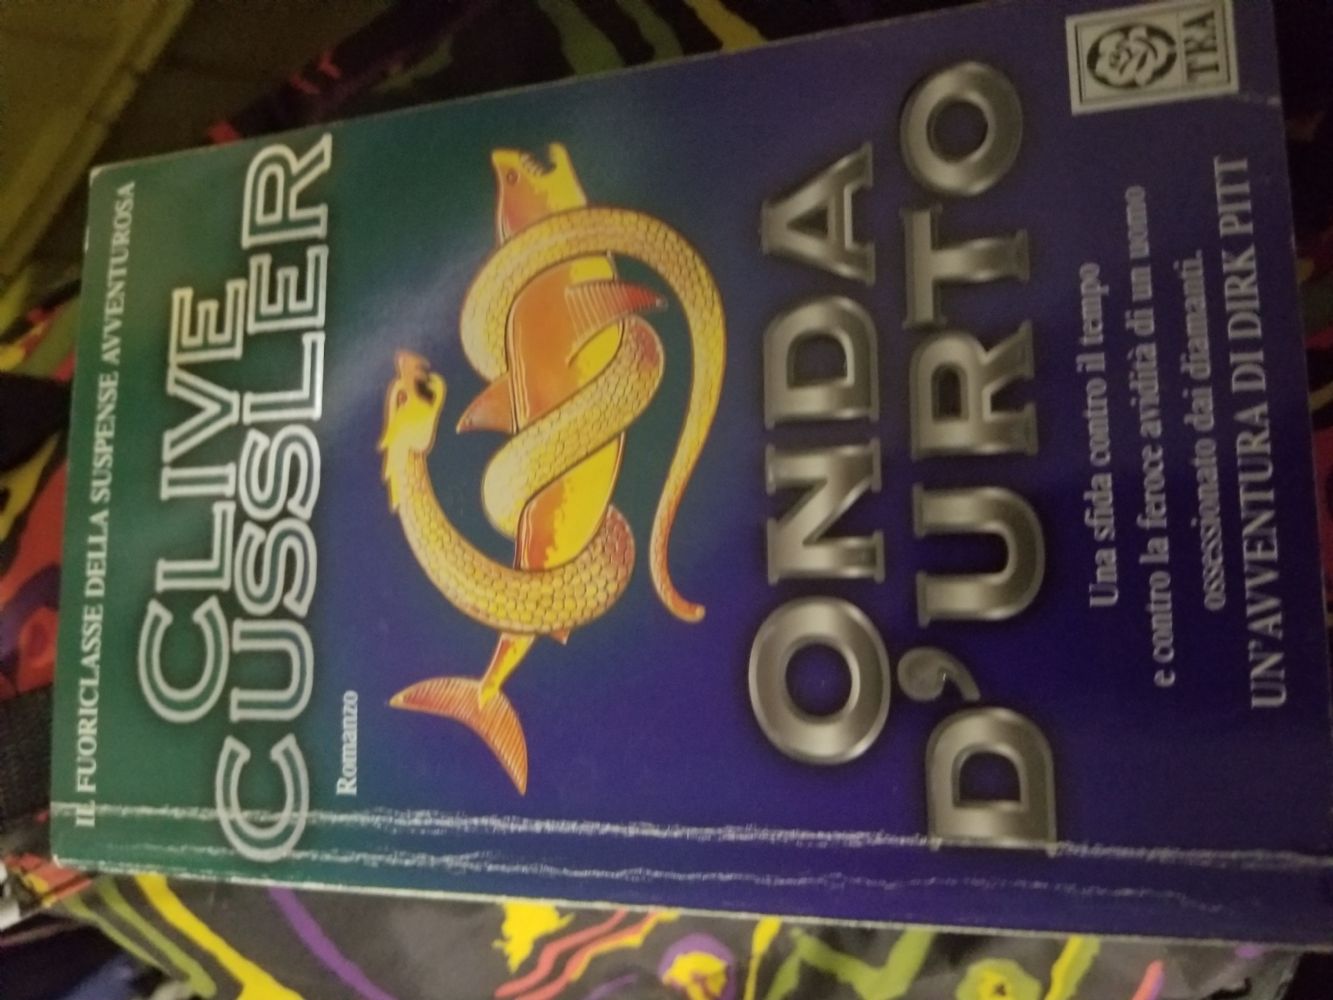 IL FUORICLASSE DELLA SUSPENSE AVVENTUROSA
CLIVE
CUSSLER
Romanzo
ONDA
D'URTO
Una sfida contro il tempo
e contro la feroce avidità di un uomo
ossessionato dai diamanti.
UN'AVVENTURA DI DIRK PITT
TEA